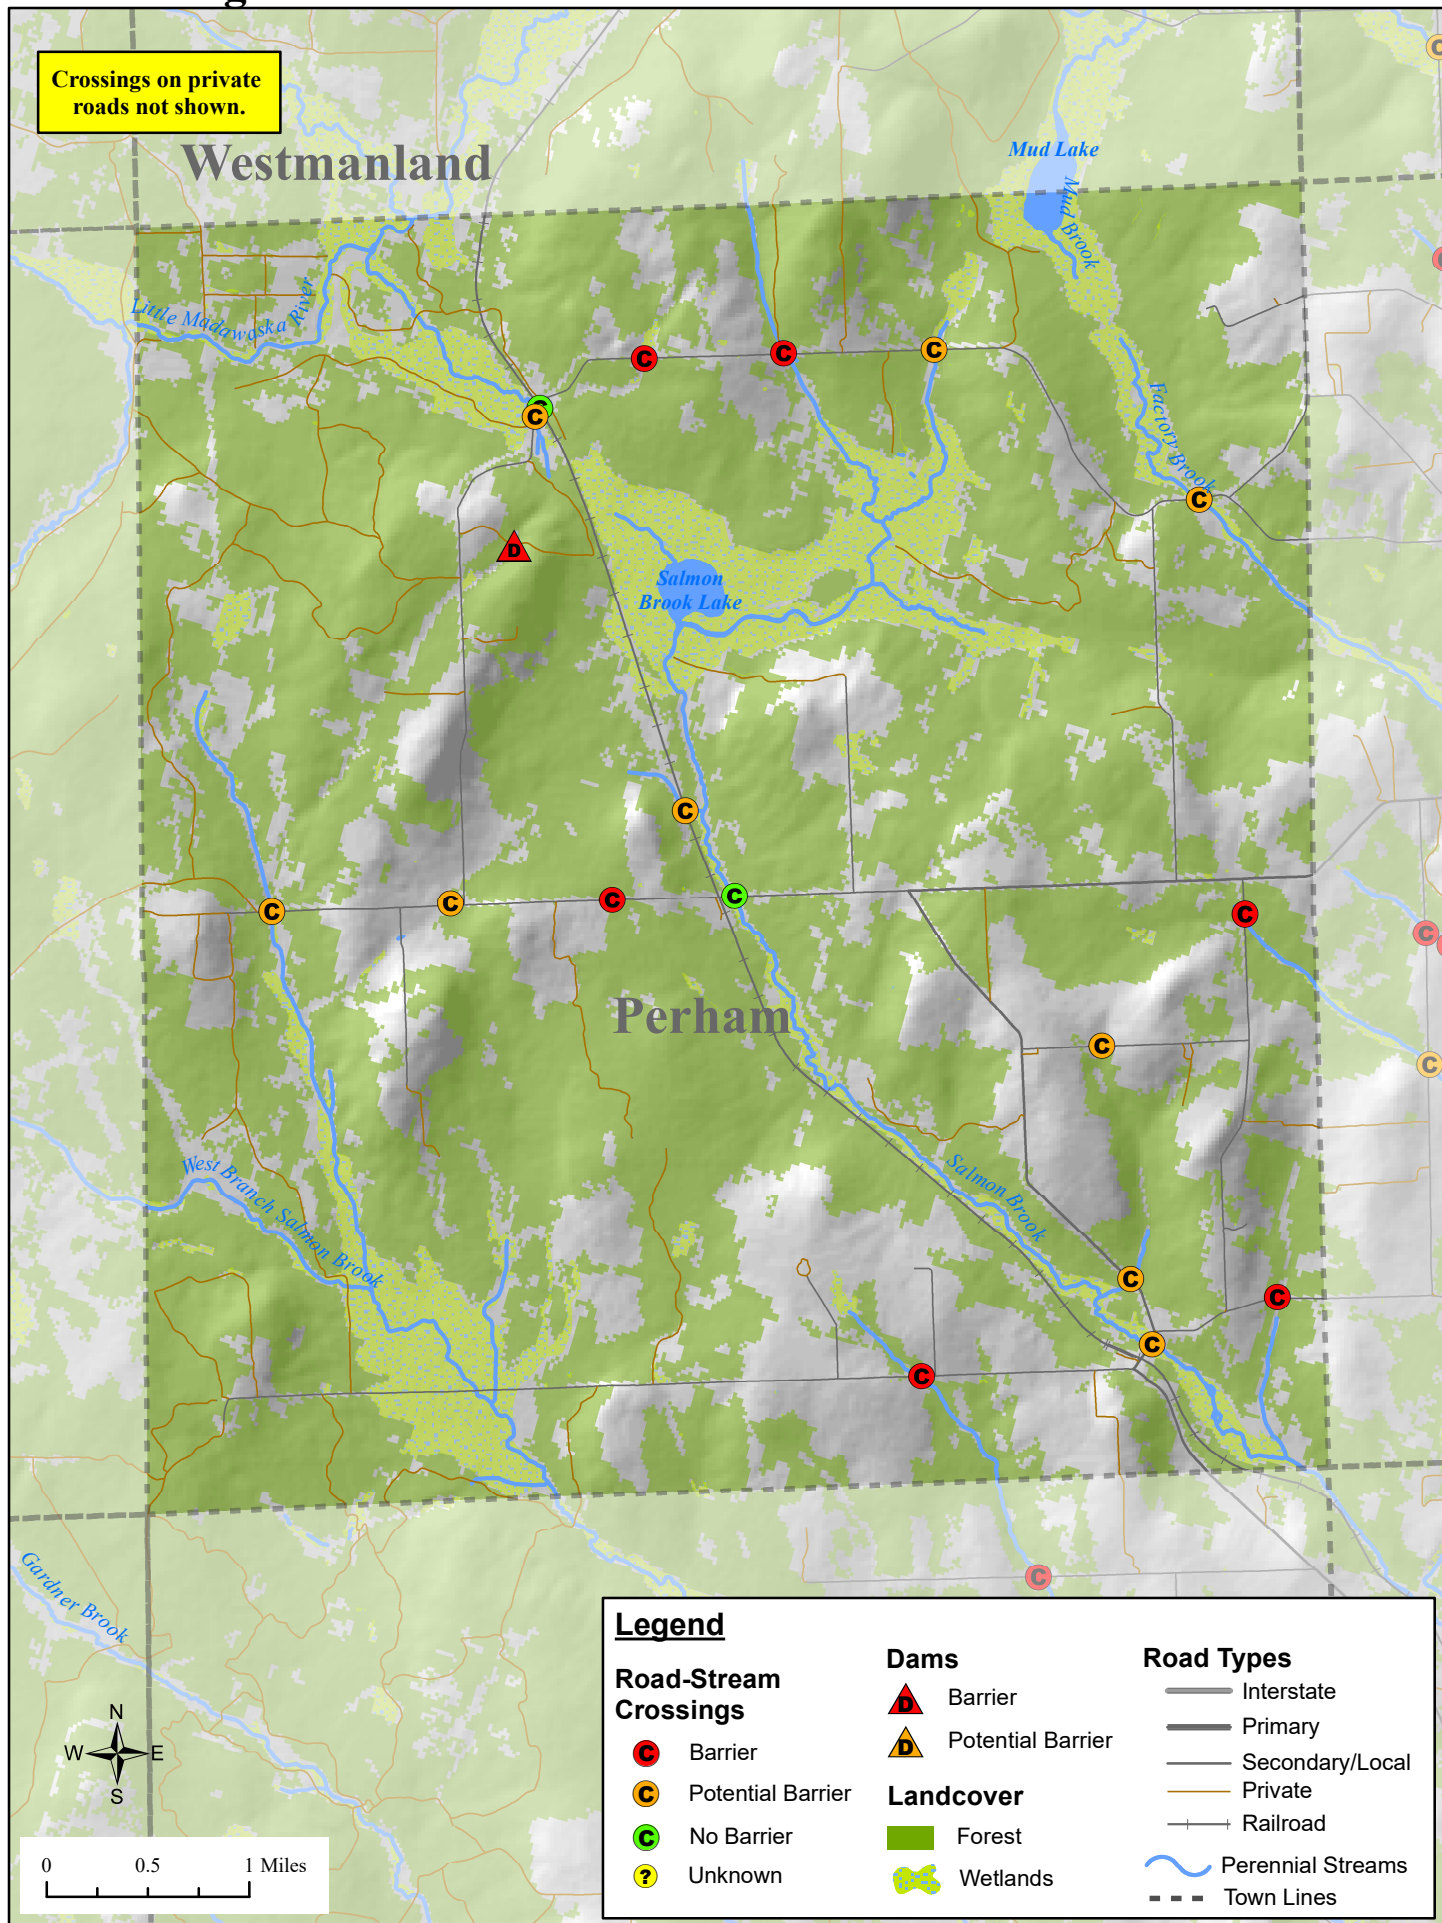 Crossings on private
roads not shown.
Westmanland
Mud Lake
Mud Brook
Little Madawaska River
C
C
C
C
Factory Brook
C
D
Salmon
Brook Lake
C
C
C
C
C
C
C
C
Perham
C
C
West Branch Salmon Brook
Salmon Brook
C
C
C
C
C
Gardner Brook
N
W E
S
0 0.5 1 Miles
Legend
Road-Stream
Crossings
C Barrier
C Potential Barrier
C No Barrier
? Unknown
Dams
D Barrier
D Potential Barrier
Landcover
Forest
Wetlands
Road Types
Interstate
Primary
Secondary/Local
Private
Railroad
Perennial Streams
Town Lines